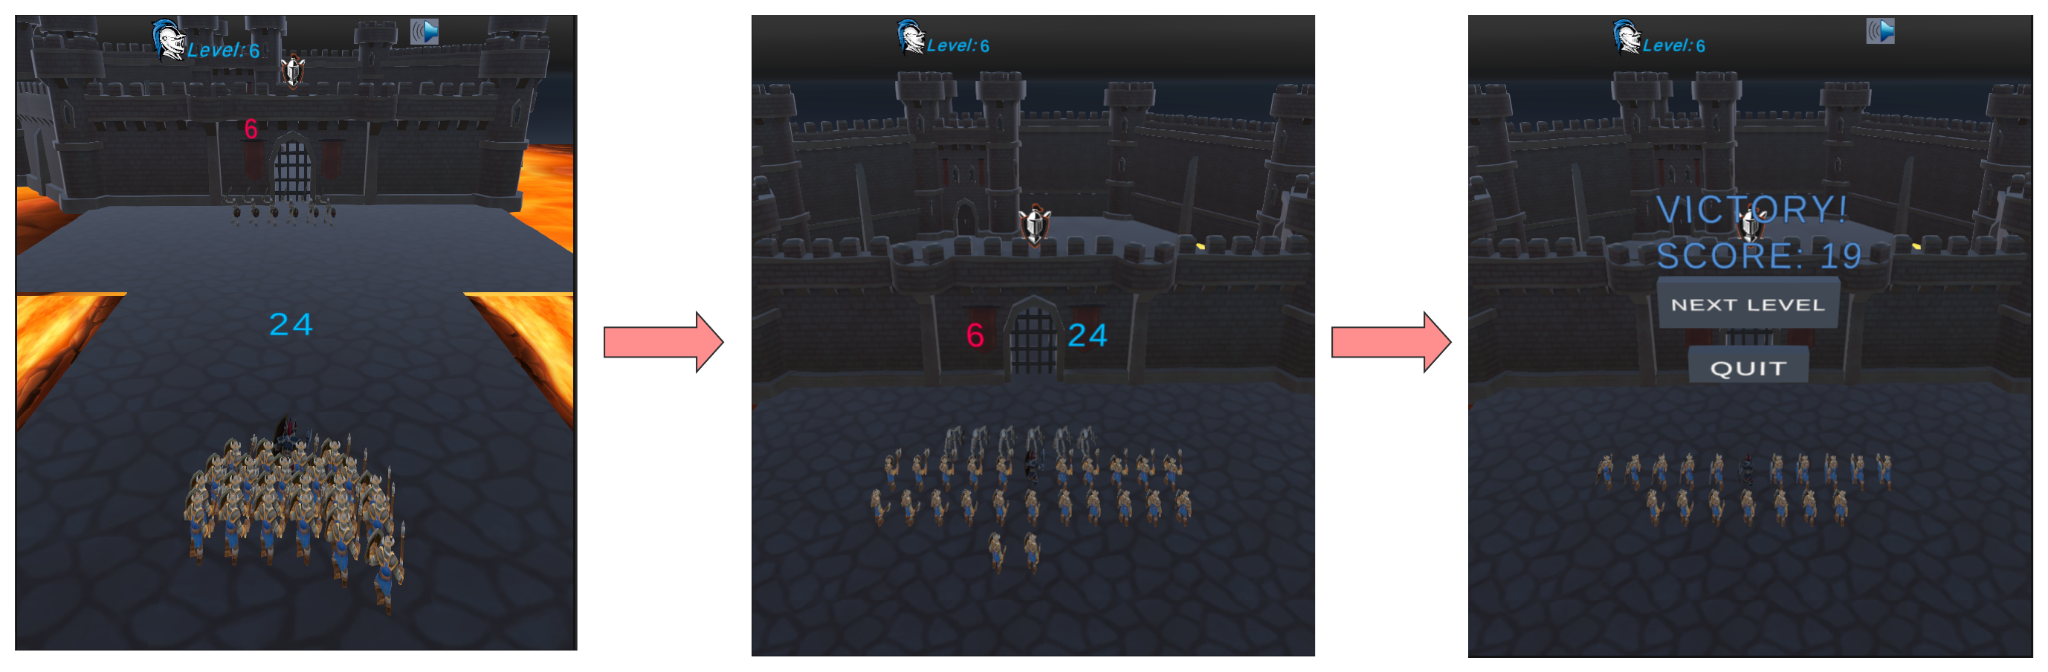 Level: 6
6
24
Level: 6
6 24
Level: 6
VICTORY!
SCORE: 19
NEXT LEVEL
QUIT